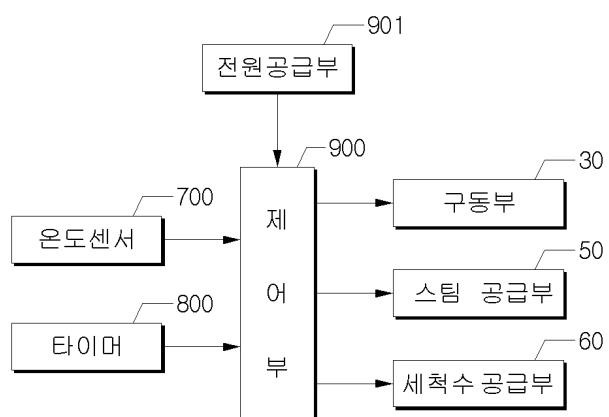 901
전원공급부
900
제어부
700
온도센서
800
타이머
30
구동부
50
스팀 공급부
60
세척수 공급부